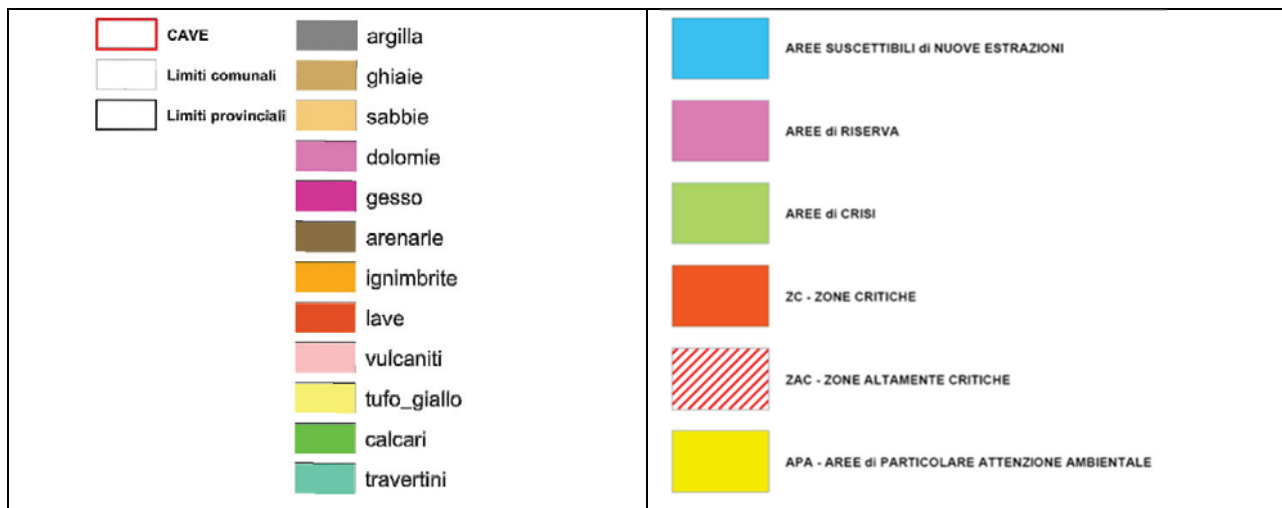 CAVE
Limiti comunali
Limiti provinciali
argilla
ghiaie
sabbie
dolomie
gesso
arenarie
ignimbrite
lave
vulcaniti
tufo_giallo
calcari
travertini
AREE SUSCETTIBILI di NUOVE ESTRAZIONI
AREE di RISERVA
AREE di CRISI
ZC - ZONE CRITICHE
ZAC - ZONE ALTAMENTE CRITICHE
APA - AREE di PARTICOLARE ATTENZIONE AMBIENTALE